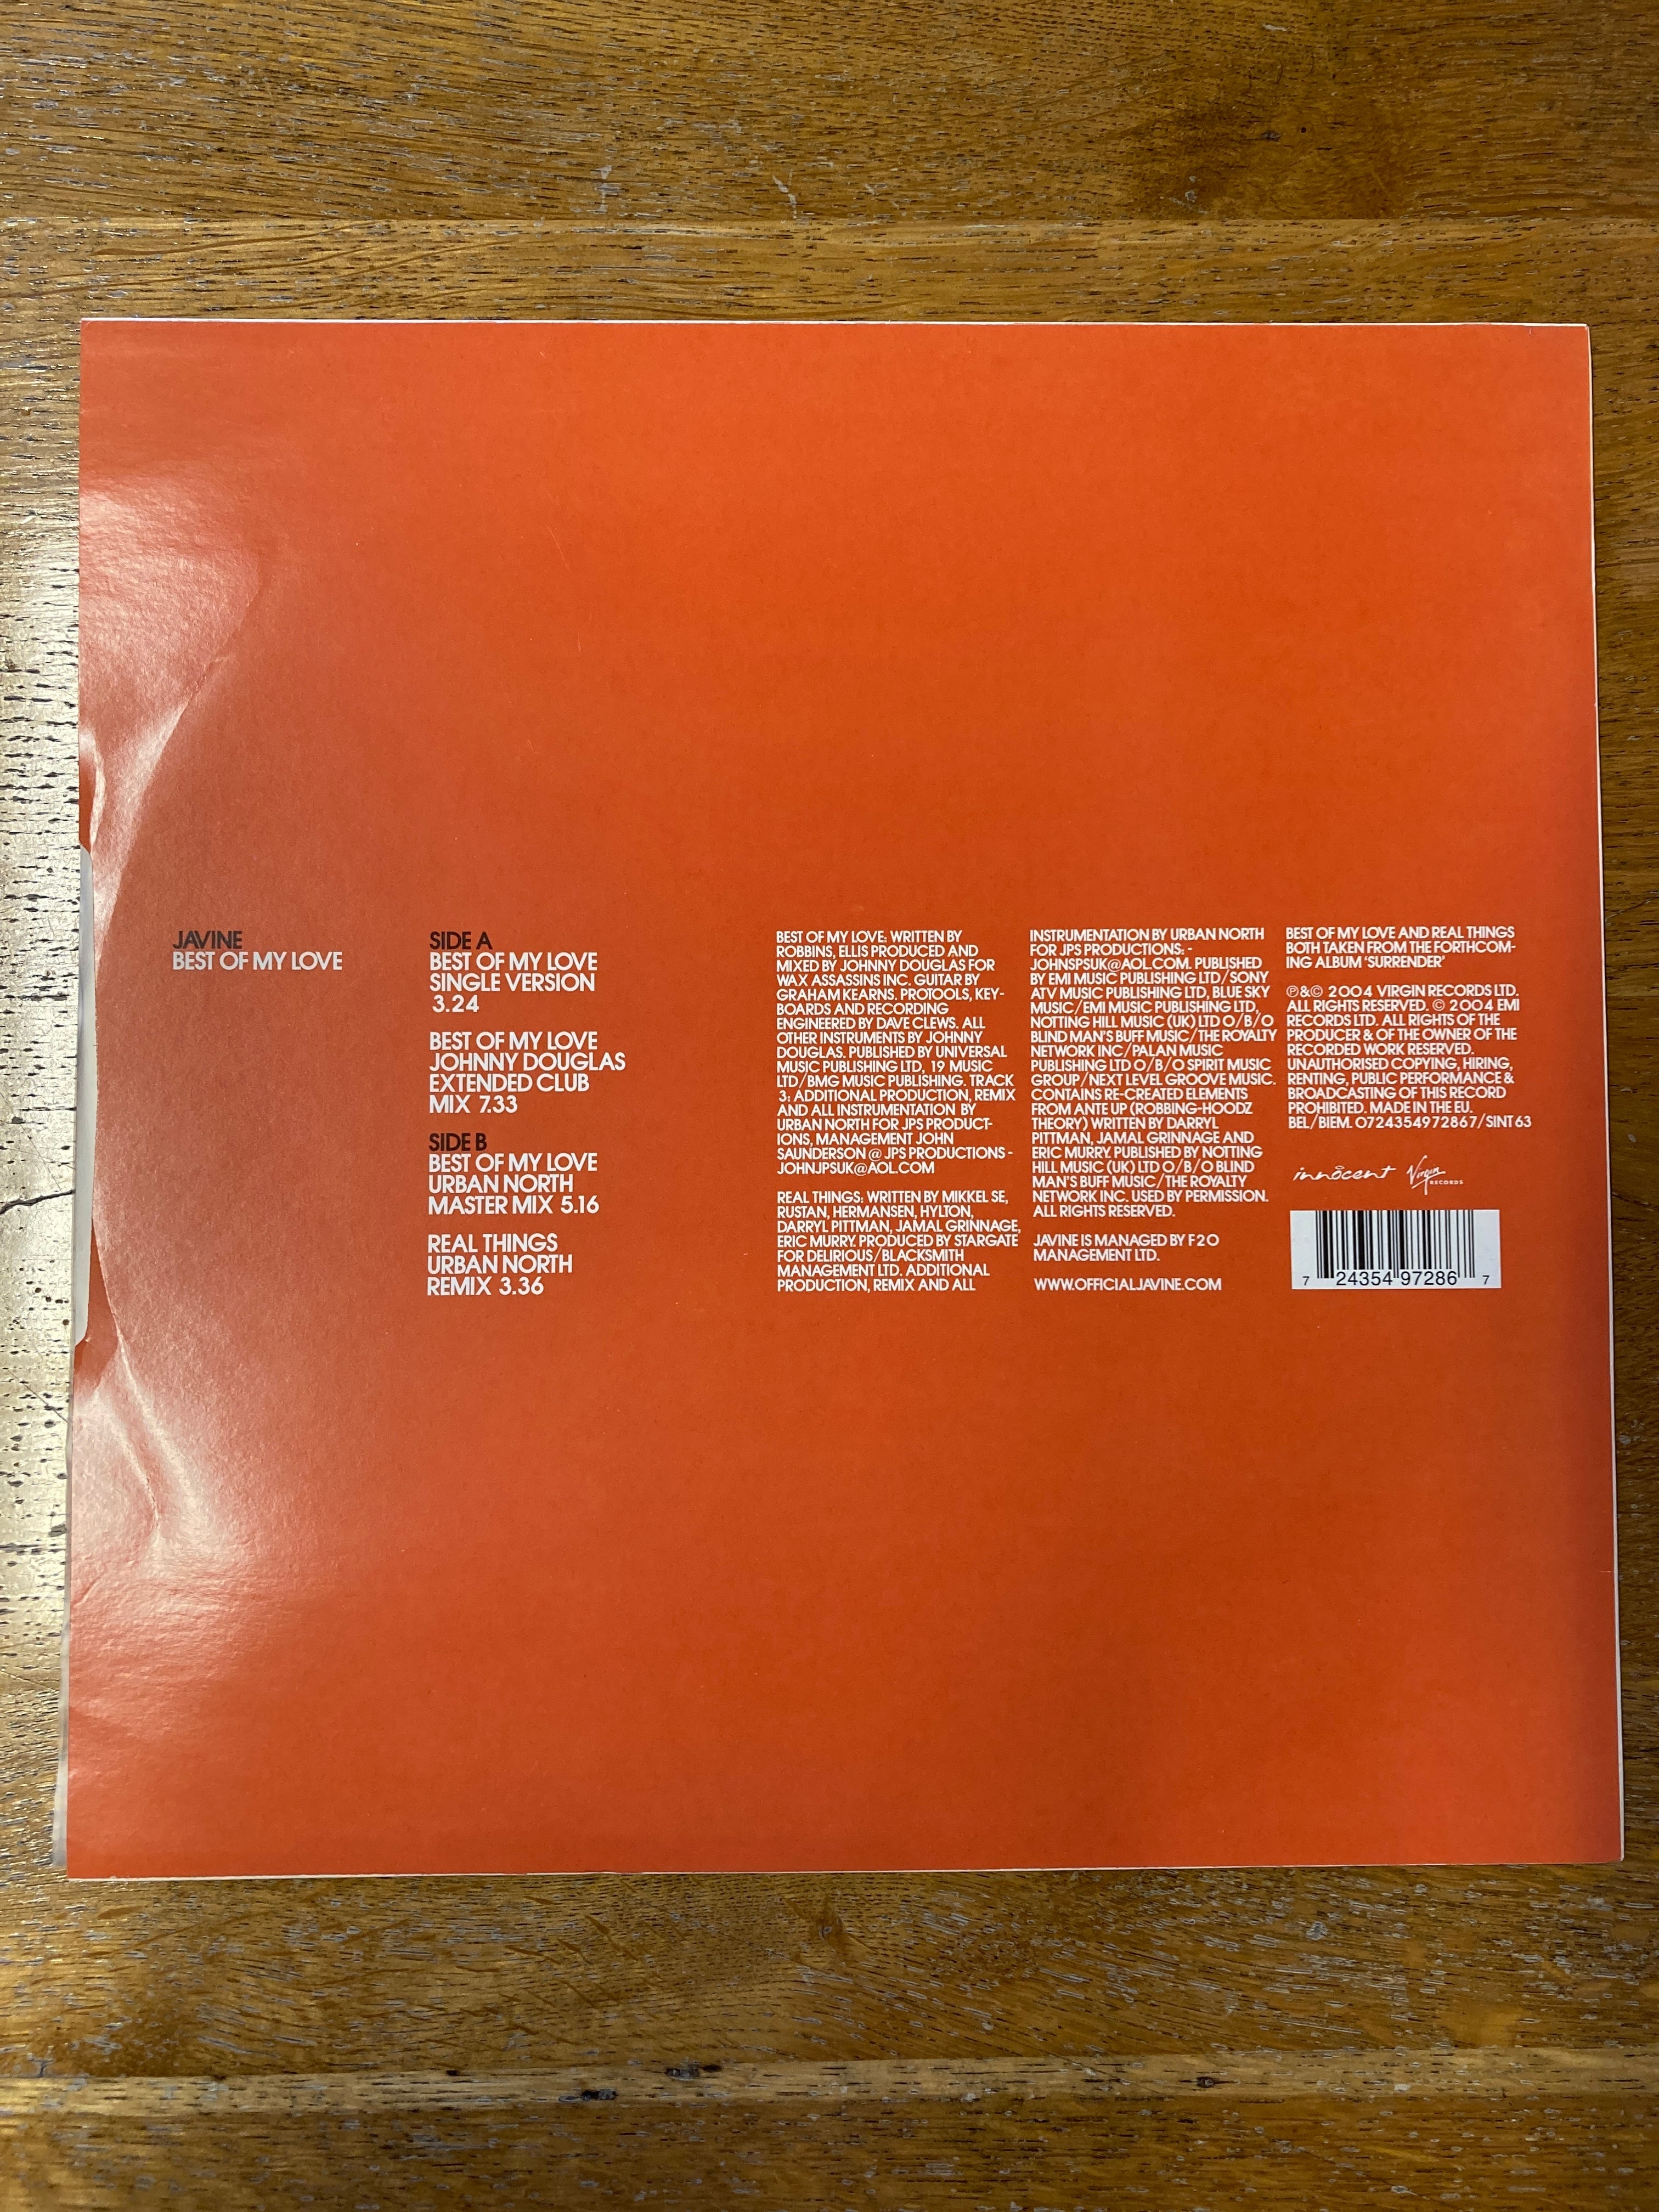 JAVINE
BEST OF MY LOVE
SIDE A
BEST OF MY LOVE
SINGLE VERSION
3.24
BEST OF MY LOVE
JOHNNY DOUGLAS
EXTENDED CLUB
MIX 7.33
SIDE B
BEST OF MY LOVE
URBAN NORTH
MASTER MIX 5.16
REAL THINGS
URBAN NORTH
REMIX 3.36
BEST OF MY LOVE: WRITTEN BY
ROBBINS, ELLIS PRODUCED AND
MIXED BY JOHNNY DOUGLAS FOR
WAX ASSASSINS INC. GUITAR BY
GRAHAM KEARNS. PROTOOLS, KEY-
BOARDS AND RECORDING
ENGINEERED BY DAVE CLEWS. ALL
OTHER INSTRUMENTS BY JOHNNY
DOUGLAS. PUBLISHED BY UNIVERSAL
MUSIC PUBLISHING LTD, 19 MUSIC
LTD/BMG MUSIC PUBLISHING. TRACK
3: ADDITIONAL PRODUCTION, REMIX
AND ALL INSTRUMENTATION BY
URBAN NORTH FOR JPS PRODUCT-
IONS, MANAGEMENT JOHN
SAUNDERSON @ JPS PRODUCTIONS -
JOHNJPSUK@AOL.COM
REAL THINGS: WRITTEN BY MIKKEL SE,
RUSTAN, HERMANSEN, HYLTON,
DARRYL PITTMAN, JAMAL GRINNAGE,
ERIC MURRY. PRODUCED BY STARGATE
FOR DELIRIOUS/BLACKSMITH
MANAGEMENT LTD. ADDITIONAL
PRODUCTION, REMIX AND ALL
INSTRUMENTATION BY URBAN NORTH
FOR JPS PRODUCTIONS: -
JOHNSPSUK@AOL.COM. PUBLISHED
BY EMI MUSIC PUBLISHING LTD/SONY
ATV MUSIC PUBLISHING LTD, BLUE SKY
MUSIC/EMI MUSIC PUBLISHING LTD,
NOTTING HILL MUSIC (UK) LTD O/B/O
BLIND MAN'S BUFF MUSIC/THE ROYALTY
NETWORK INC/PALAN MUSIC
PUBLISHING LTD O/B/O SPIRIT MUSIC
GROUP/NEXT LEVEL GROOVE MUSIC.
CONTAINS RE-CREATED ELEMENTS
FROM ANTE UP (ROBBING-HOODZ
THEORY) WRITTEN BY DARRYL
PITTMAN, JAMAL GRINNAGE AND
ERIC MURRY. PUBLISHED BY NOTTING
HILL MUSIC (UK) LTD O/B/O BLIND
MAN'S BUFF MUSIC/THE ROYALTY
NETWORK INC. USED BY PERMISSION.
ALL RIGHTS RESERVED.
JAVINE IS MANAGED BY F2O
MANAGEMENT LTD.
WWW.OFFICIALJAVINE.COM
BEST OF MY LOVE AND REAL THINGS
BOTH TAKEN FROM THE FORTHCOM-
ING ALBUM 'SURRENDER'
℗&© 2004 VIRGIN RECORDS LTD.
ALL RIGHTS RESERVED. © 2004 EMI
RECORDS LTD. ALL RIGHTS OF THE
PRODUCER & OF THE OWNER OF THE
RECORDED WORK RESERVED.
UNAUTHORISED COPYING, HIRING,
RENTING, PUBLIC PERFORMANCE &
BROADCASTING OF THIS RECORD
PROHIBITED. MADE IN THE EU.
BEL/BIEM. 0724354972867/SINT 63
innocent Virgin RECORDS
7 24354 97286 7